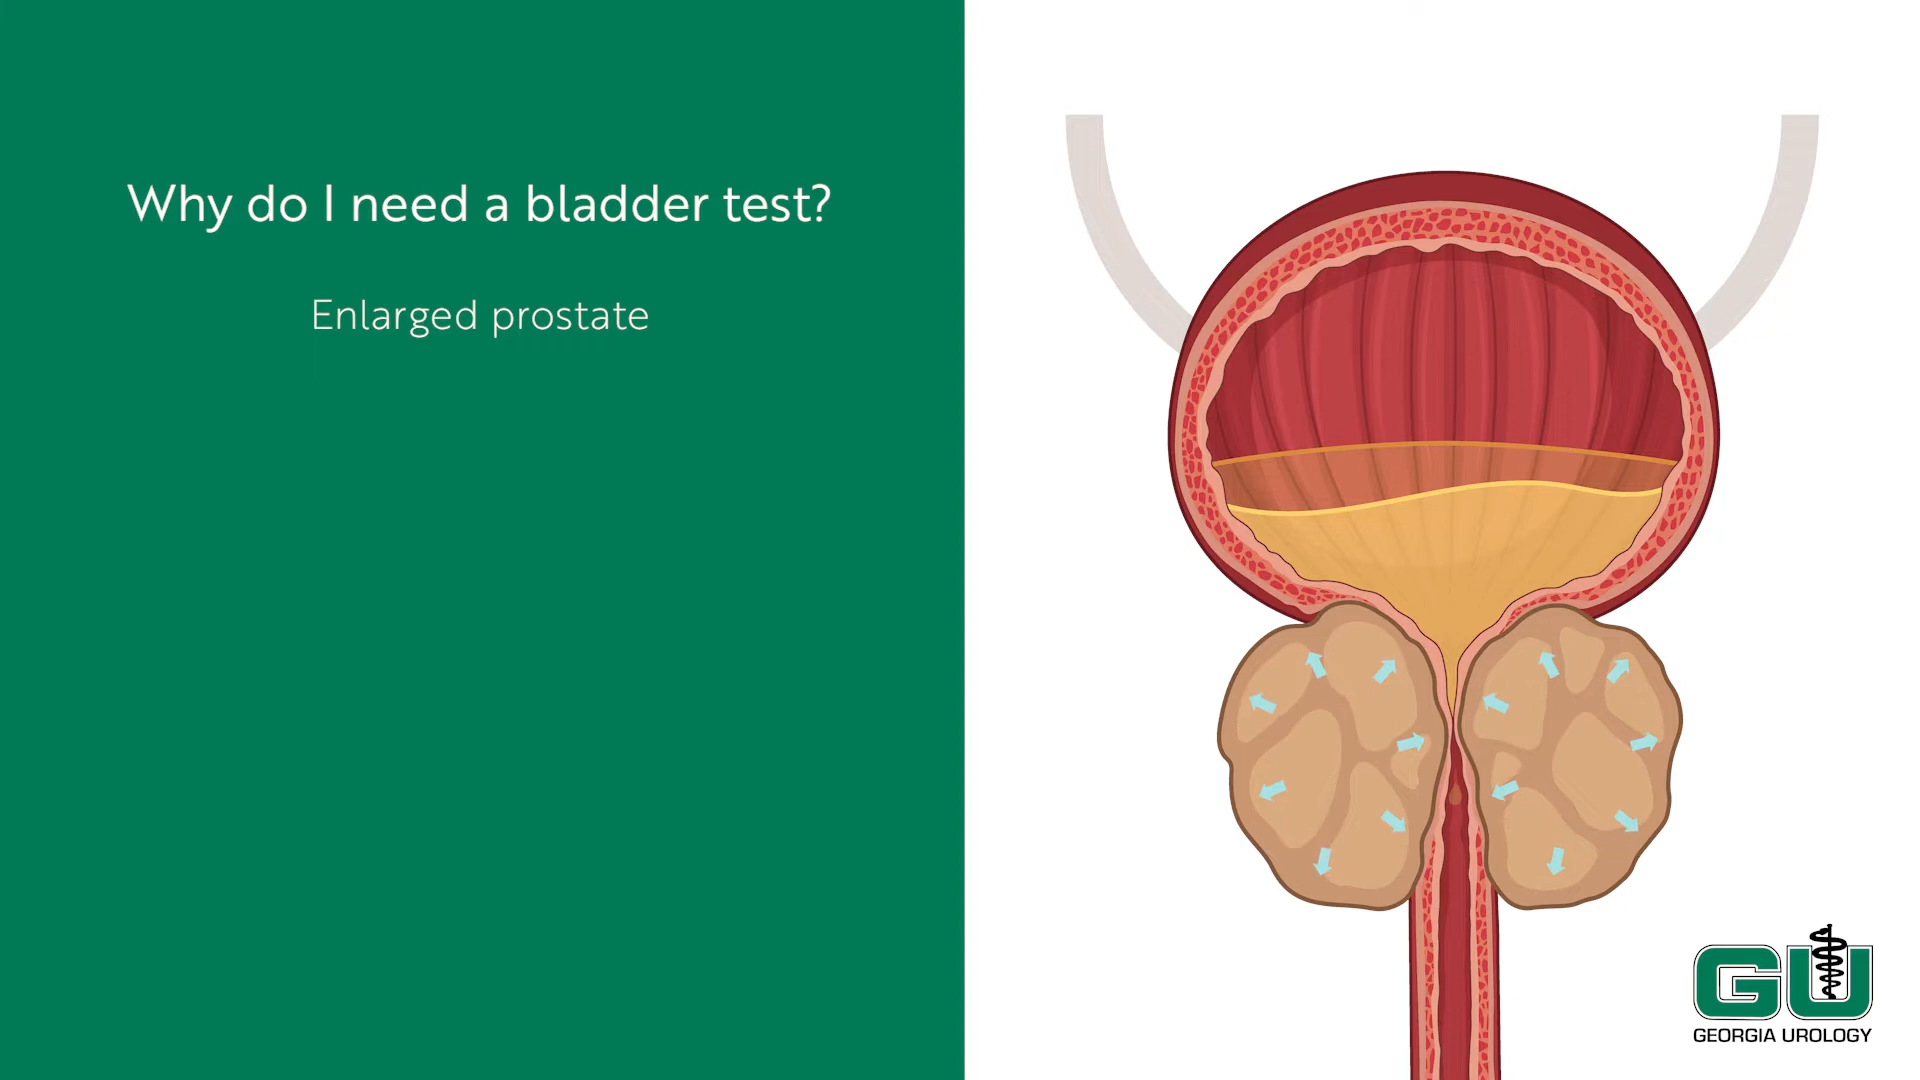 Why do I need a bladder test?
Enlarged prostate
GU
GEORGIA UROLOGY